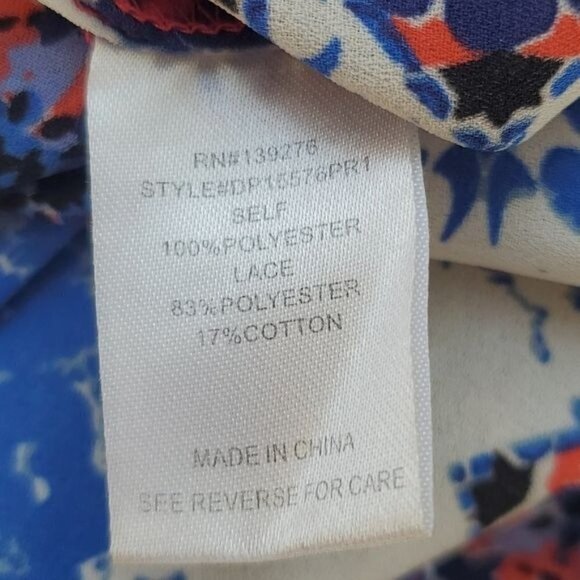 RN#139276
STYLE#DP15576PR1
SELF
100%POLYESTER
LACE
83%POLYESTER
17%COTTON
MADE IN CHINA
SEE REVERSE FOR CARE